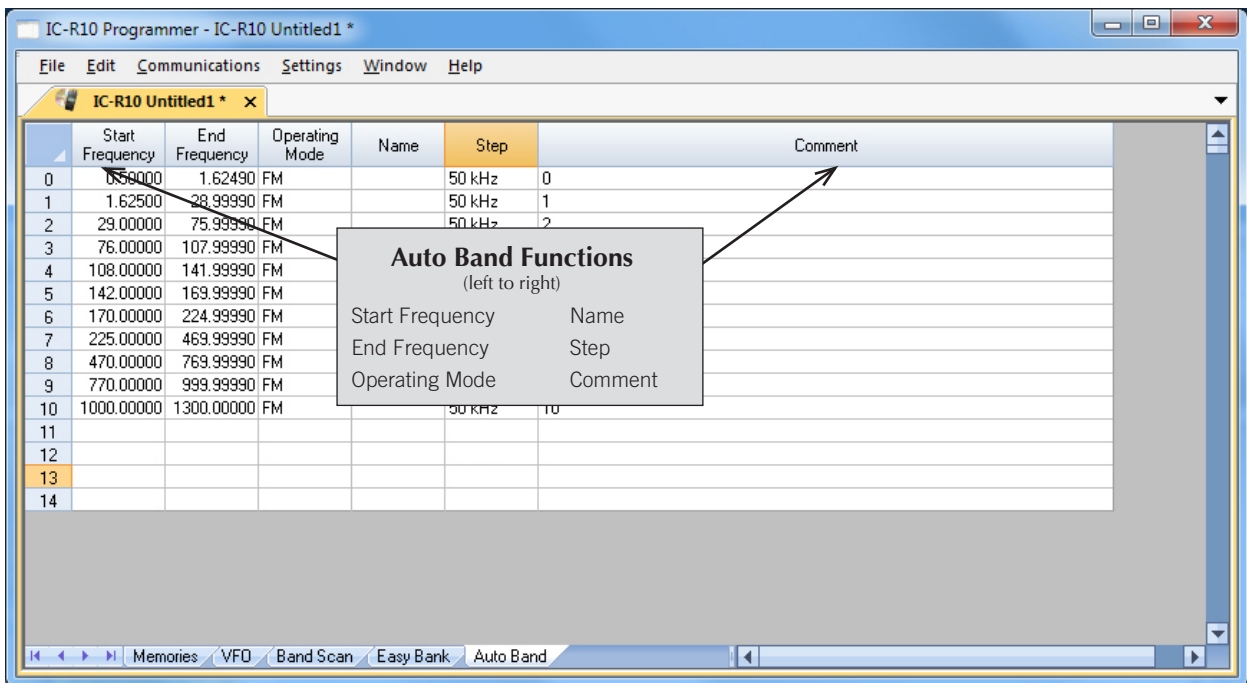 IC-R10 Programmer - IC-R10 Untitled1 *
File Edit Communications Settings Window Help
IC-R10 Untitled1 * X
Start Frequency End Frequency Operating Mode Name Step Comment
0 0.50000 1.62490 FM 50 kHz 0
1 1.62500 28.99990 FM 50 kHz 1
2 29.00000 75.99990 FM 50 kHz 2
3 76.00000 107.99990 FM
4 108.00000 141.99990 FM
5 142.00000 169.99990 FM
6 170.00000 224.99990 FM
7 225.00000 469.99990 FM
8 470.00000 769.99990 FM
9 770.00000 999.99990 FM
10 1000.00000 1300.00000 FM 50 kHz 10
11
12
13
14
Auto Band Functions
(left to right)
Start Frequency Name
End Frequency Step
Operating Mode Comment
Memories VFO Band Scan Easy Bank Auto Band